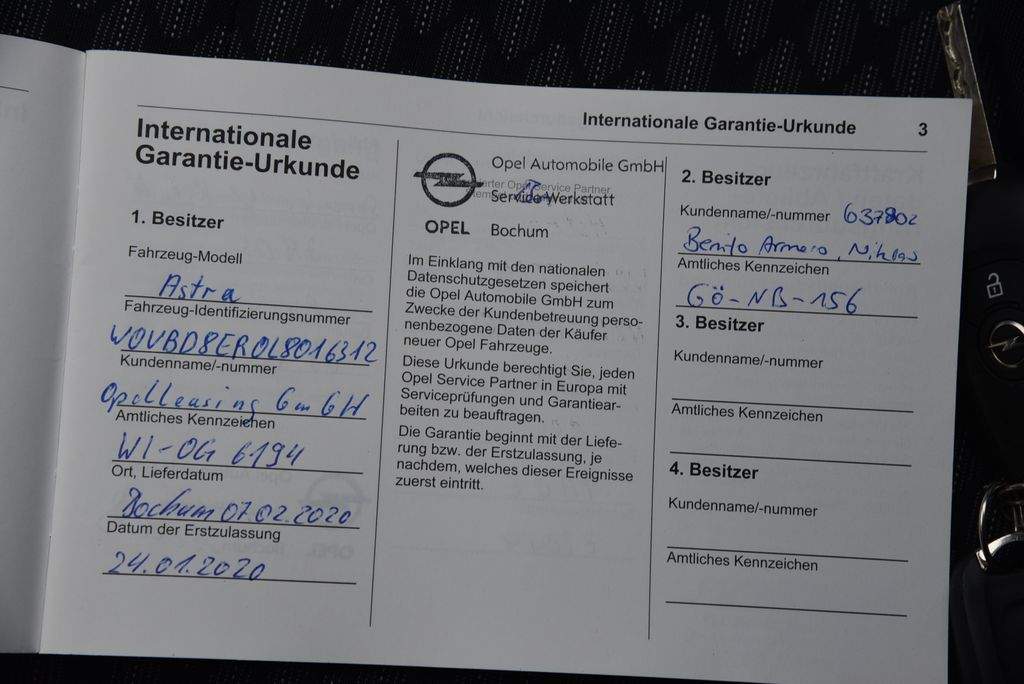 Internationale Garantie-Urkunde 3
Internationale
Garantie-Urkunde
1. Besitzer
Fahrzeug-Modell
Astra
Fahrzeug-Identifizierungsnummer
W0VBD8ER0L8016312
Kundenname/-nummer
Opel Leasing GmbH
Amtliches Kennzeichen
WI-OG 6194
Ort, Lieferdatum
Bochum 07.02.2020
Datum der Erstzulassung
24.01.2020
Opel Automobile GmbH
Service-Werkstatt
OPEL Bochum
Im Einklang mit den nationalen
Datenschutzgesetzen speichert
die Opel Automobile GmbH zum
Zwecke der Kundenbetreuung perso-
nenbezogene Daten der Käufer
neuer Opel Fahrzeuge.
Diese Urkunde berechtigt Sie, jeden
Opel Service Partner in Europa mit
Serviceprüfungen und Garantiear-
beiten zu beauftragen.
Die Garantie beginnt mit der Liefe-
rung bzw. der Erstzulassung, je
nachdem, welches dieser Ereignisse
zuerst eintritt.
2. Besitzer
Kundenname/-nummer 637802
Benito Armero, Niklas
Amtliches Kennzeichen
GÖ-NB-156
3. Besitzer
Kundenname/-nummer
Amtliches Kennzeichen
4. Besitzer
Kundenname/-nummer
Amtliches Kennzeichen